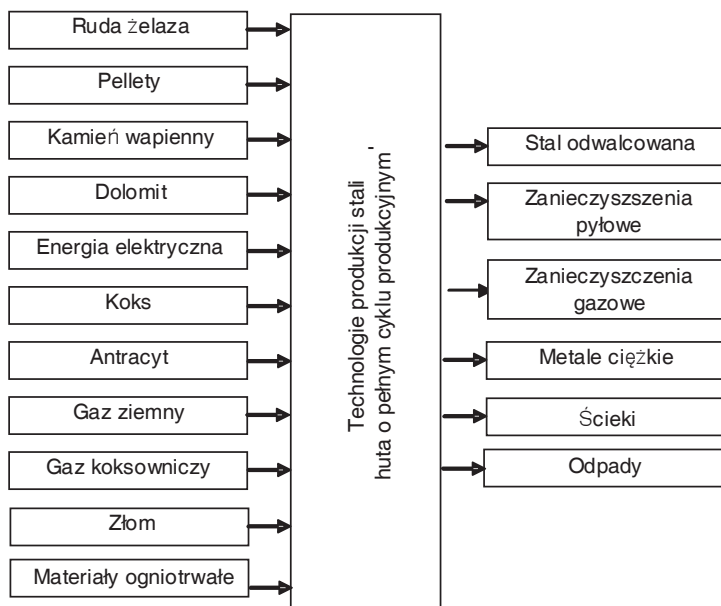 Ruda żelaza
Pellety
Kamień wapienny
Dolomit
Energia elektryczna
Koks
Antracyt
Gaz ziemny
Gaz koksowniczy
Złom
Materiały ogniotrwałe
Technologie produkcji stali
huta o pełnym cyklu produkcyjnym'
Stal odwalcowana
Zanieczyszszenia
pyłowe
Zanieczyszczenia
gazowe
Metale ciężkie
Ścieki
Odpady